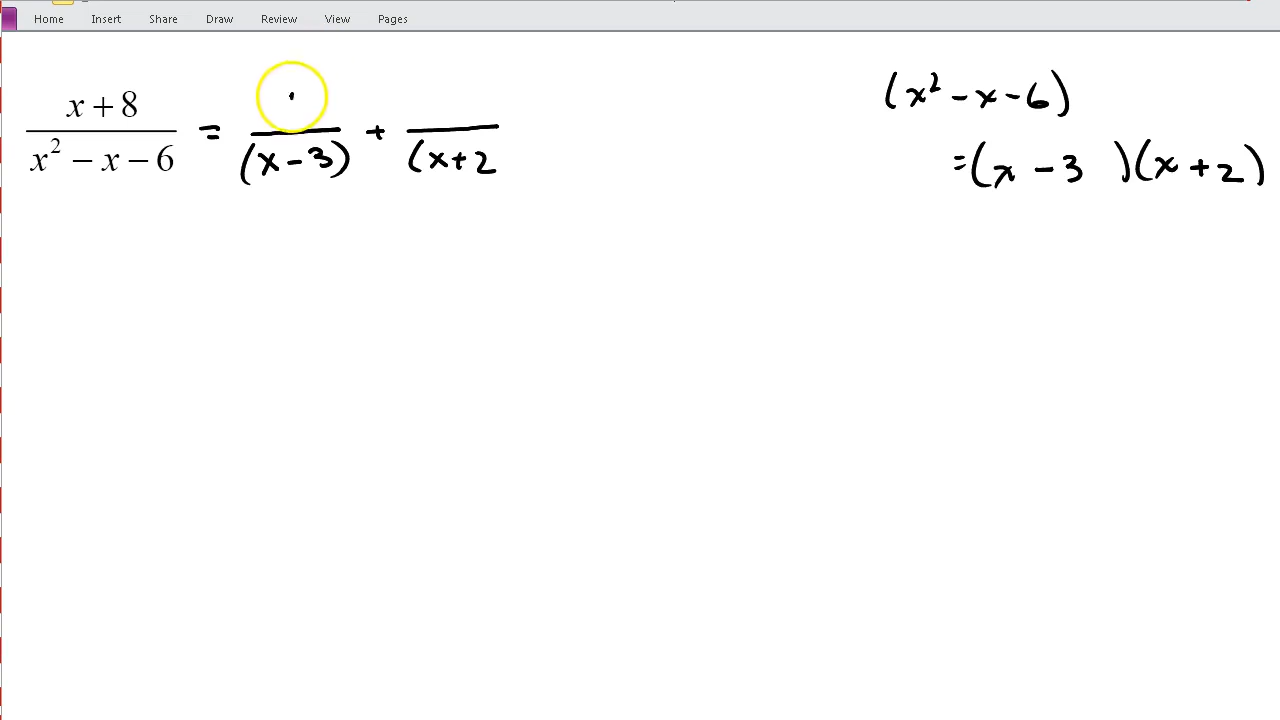 Home Insert Share Draw Review View Pages
x + 8 / x² − x − 6 = / (x − 3) + / (x + 2
(x² − x − 6)
= (x − 3 )(x + 2)